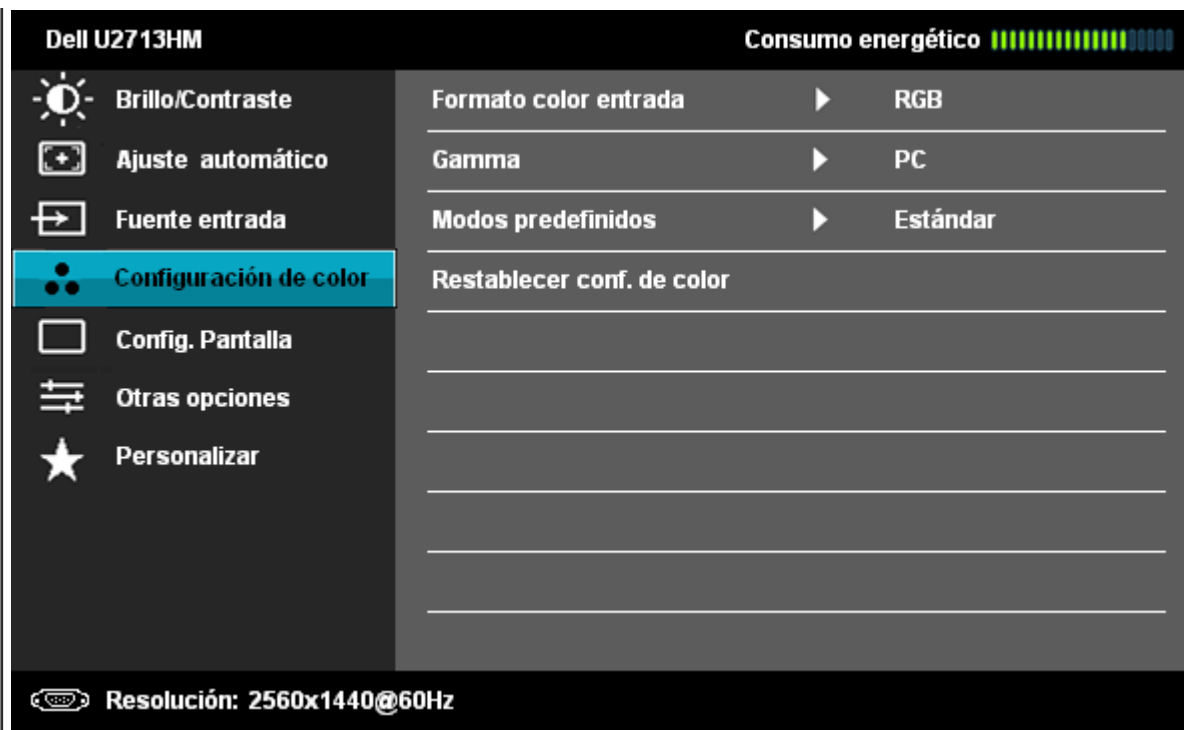 Dell U2713HM Consumo energético
Brillo/Contraste Formato color entrada RGB
Ajuste automático Gamma PC
Fuente entrada Modos predefinidos Estándar
Configuración de color Restablecer conf. de color
Config. Pantalla
Otras opciones
Personalizar
Resolución: 2560x1440@60Hz